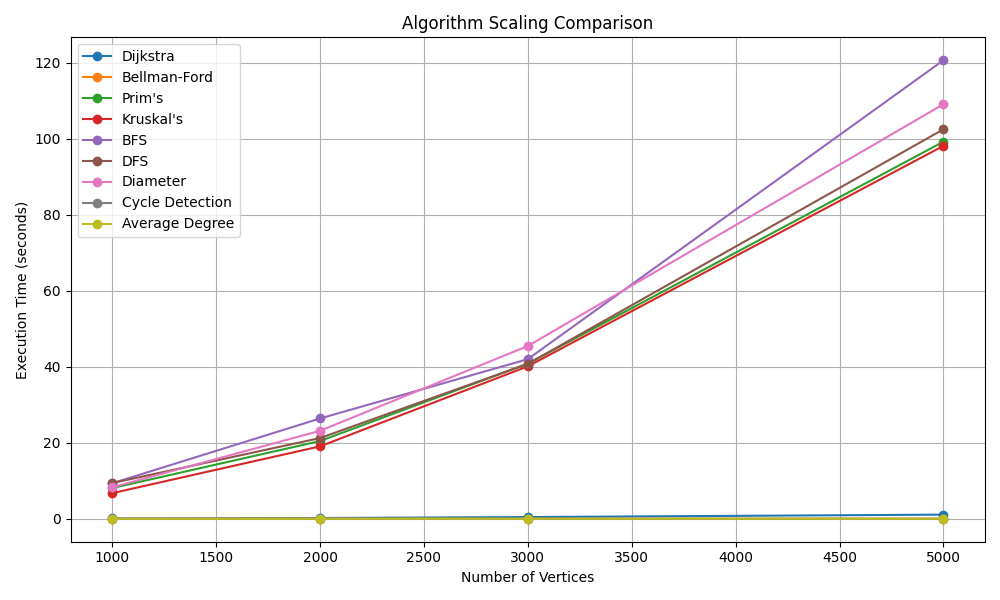 Algorithm Scaling Comparison
Dijkstra
Bellman-Ford
Prim's
Kruskal's
BFS
DFS
Diameter
Cycle Detection
Average Degree
Execution Time (seconds)
120
100
80
60
40
20
0
1000 1500 2000 2500 3000 3500 4000 4500 5000
Number of Vertices